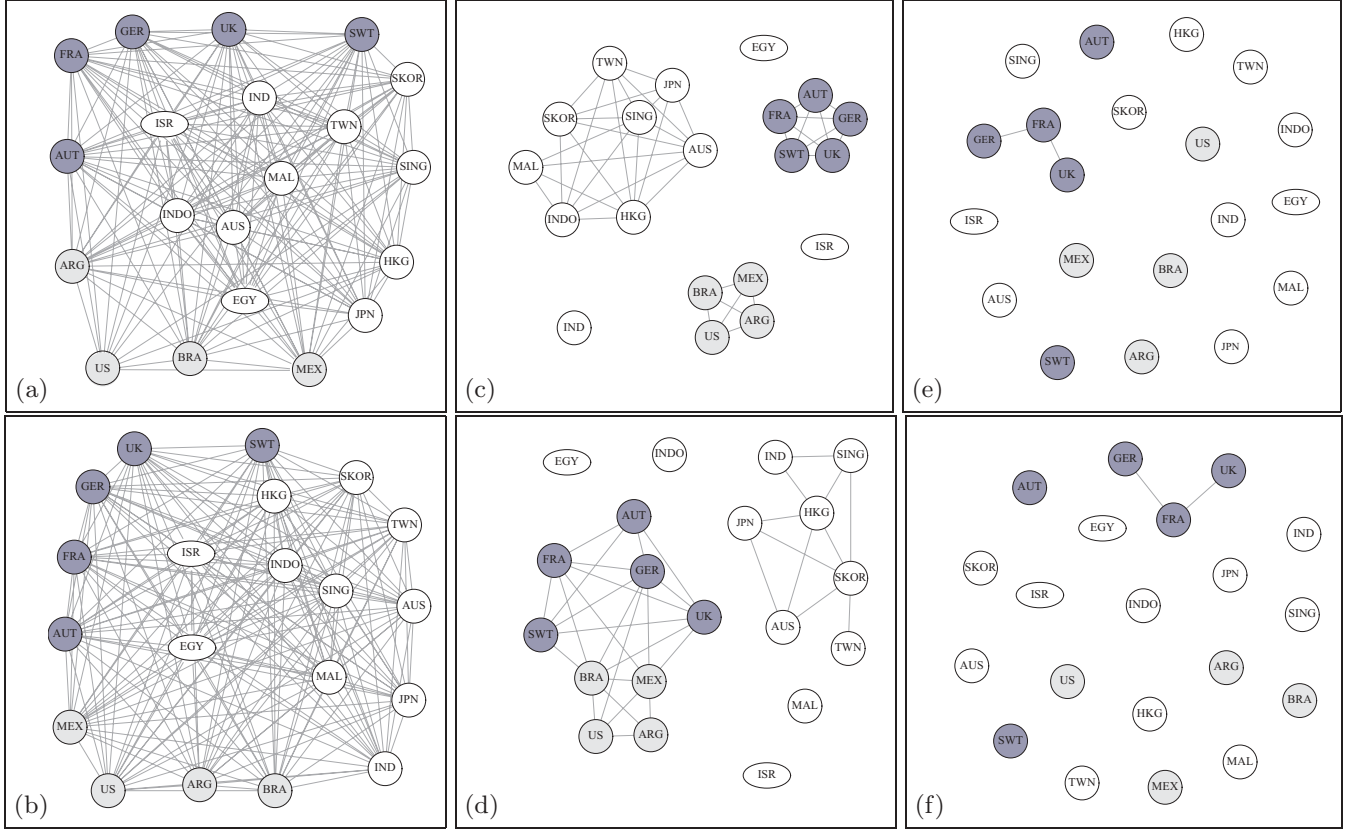 GER
UK
SWT
FRA
SKOR
IND
ISR
TWN
AUT
SING
MAL
INDO
AUS
ARG
HKG
EGY
JPN
US
BRA
MEX
(a)
EGY
TWN
JPN
AUT
FRA
GER
SKOR
SING
SWT
UK
AUS
MAL
INDO
HKG
ISR
MEX
BRA
ARG
IND
US
(c)
HKG
AUT
SING
TWN
SKOR
FRA
INDO
GER
US
UK
EGY
ISR
IND
MEX
BRA
MAL
AUS
JPN
ARG
SWT
(e)
UK
SWT
SKOR
GER
HKG
TWN
FRA
ISR
INDO
SING
AUS
AUT
EGY
MAL
JPN
MEX
IND
US
ARG
BRA
(b)
EGY
INDO
IND
SING
AUT
JPN
HKG
FRA
GER
SKOR
UK
SWT
AUS
TWN
BRA
MEX
MAL
US
ARG
ISR
(d)
GER
UK
AUT
FRA
EGY
IND
SKOR
JPN
ISR
INDO
SING
AUS
ARG
US
BRA
HKG
SWT
MAL
TWN
MEX
(f)